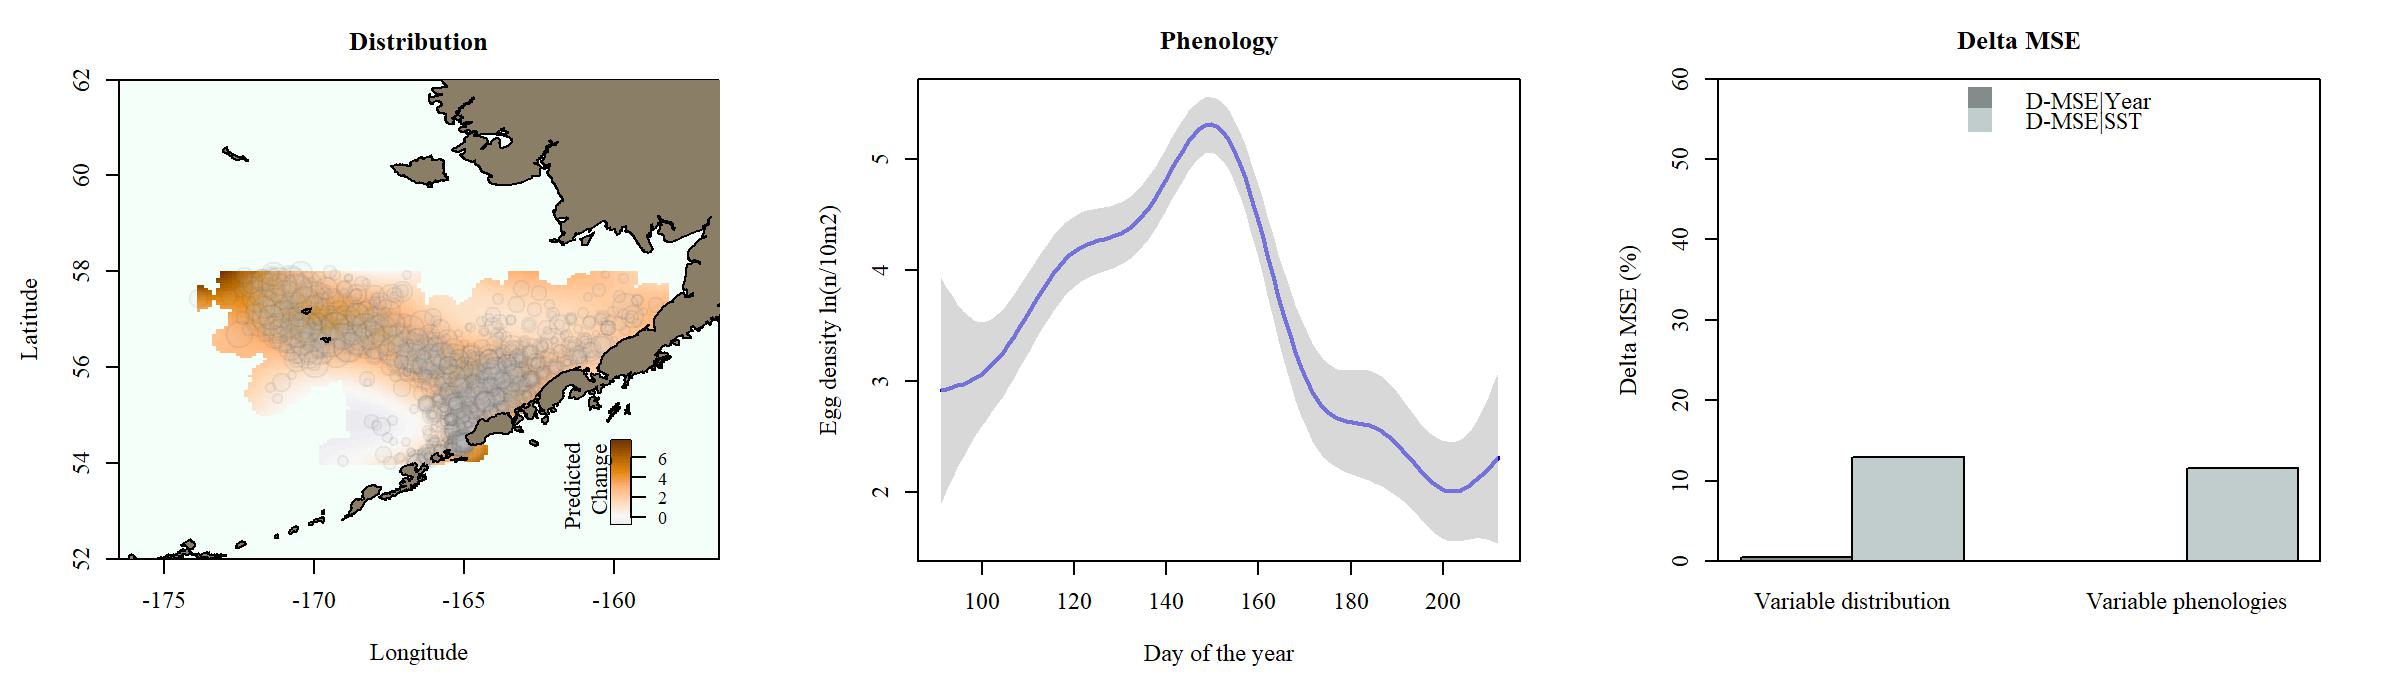 Distribution
62
60
58
56
54
52
Latitude
-175
-170
-165
-160
Longitude
Predicted
Change
6
4
2
0
Phenology
5
4
3
2
Egg density ln(n/10m2)
100
120
140
160
180
200
Day of the year
Delta MSE
60
50
40
30
20
10
0
Delta MSE (%)
D-MSE|Year
D-MSE|SST
Variable distribution
Variable phenologies